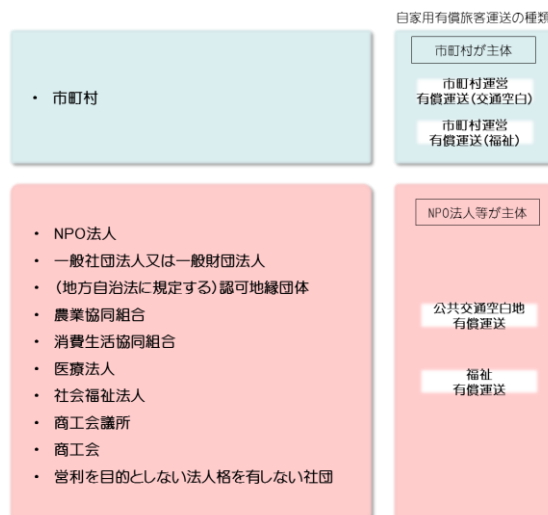 自家用有償旅客運送の種類
・ 市町村
市町村が主体
市町村運営
有償運送(交通空白)
市町村運営
有償運送(福祉)
・ NPO法人
・ 一般社団法人又は一般財団法人
・ (地方自治法に規定する)認可地縁団体
・ 農業協同組合
・ 消費生活協同組合
・ 医療法人
・ 社会福祉法人
・ 商工会議所
・ 商工会
・ 営利を目的としない法人格を有しない社団
NPO法人等が主体
公共交通空白地
有償運送
福祉
有償運送